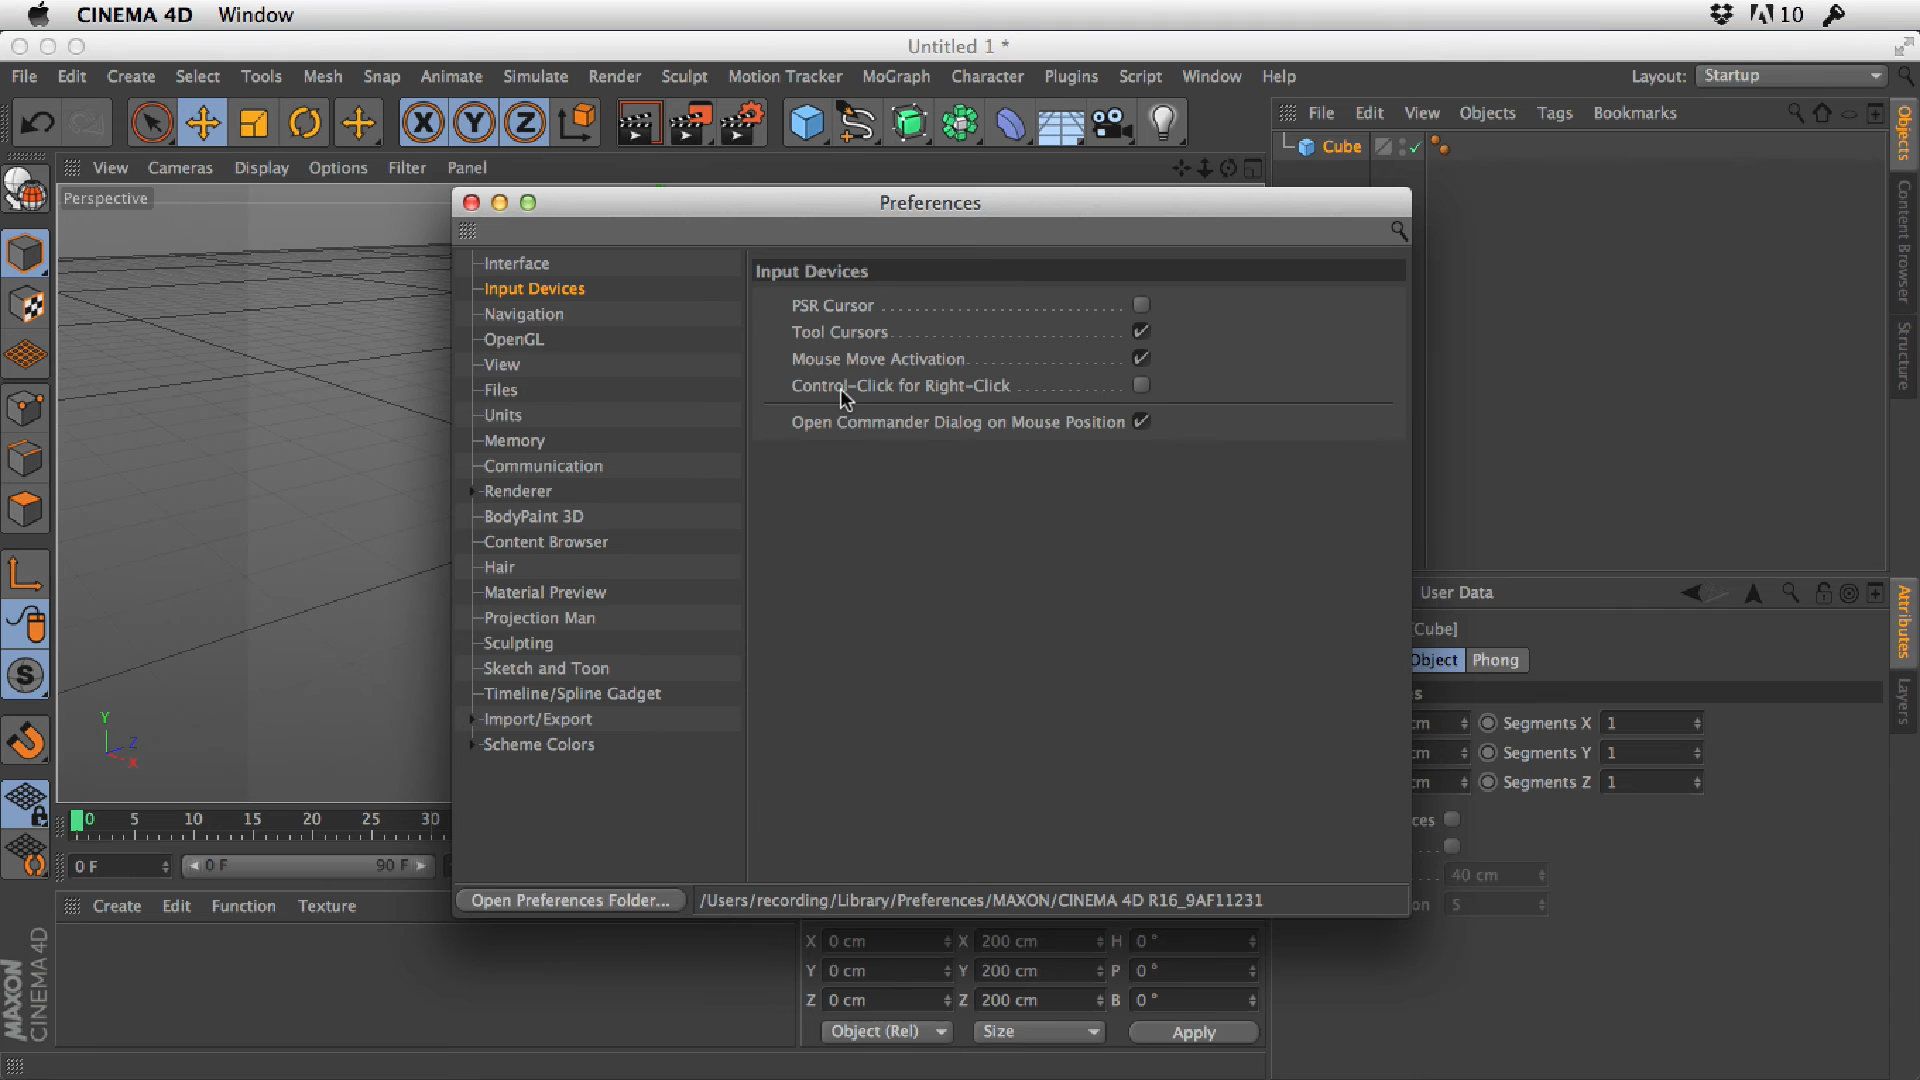 CINEMA 4D Window 10
Untitled 1 *
File Edit Create Select Tools Mesh Snap Animate Simulate Render Sculpt Motion Tracker MoGraph Character Plugins Script Window Help Layout: Startup
X Y Z
File Edit View Objects Tags Bookmarks
Objects
Content Browser
Structure
Cube
View Cameras Display Options Filter Panel
Perspective
Preferences
Interface
Input Devices
Navigation
OpenGL
View
Files
Units
Memory
Communication
Renderer
BodyPaint 3D
Content Browser
Hair
Material Preview
Projection Man
Sculpting
Sketch and Toon
Timeline/Spline Gadget
Import/Export
Scheme Colors
Input Devices
PSR Cursor
Tool Cursors
Mouse Move Activation
Control-Click for Right-Click
Open Commander Dialog on Mouse Position
Open Preferences Folder... /Users/recording/Library/Preferences/MAXON/CINEMA 4D R16_9AF11231
User Data
Attributes
Layers
[Cube]
Object Phong
s
cm Segments X 1
cm Segments Y 1
cm Segments Z 1
ces
40 cm
on 5
S
Y
Z
X
0 5 10 15 20 25 30
0 F 0 F 90 F
Create Edit Function Texture
X 0 cm X 200 cm H 0 °
Y 0 cm Y 200 cm P 0 °
Z 0 cm Z 200 cm B 0 °
Object (Rel) Size Apply
MAXON
CINEMA 4D